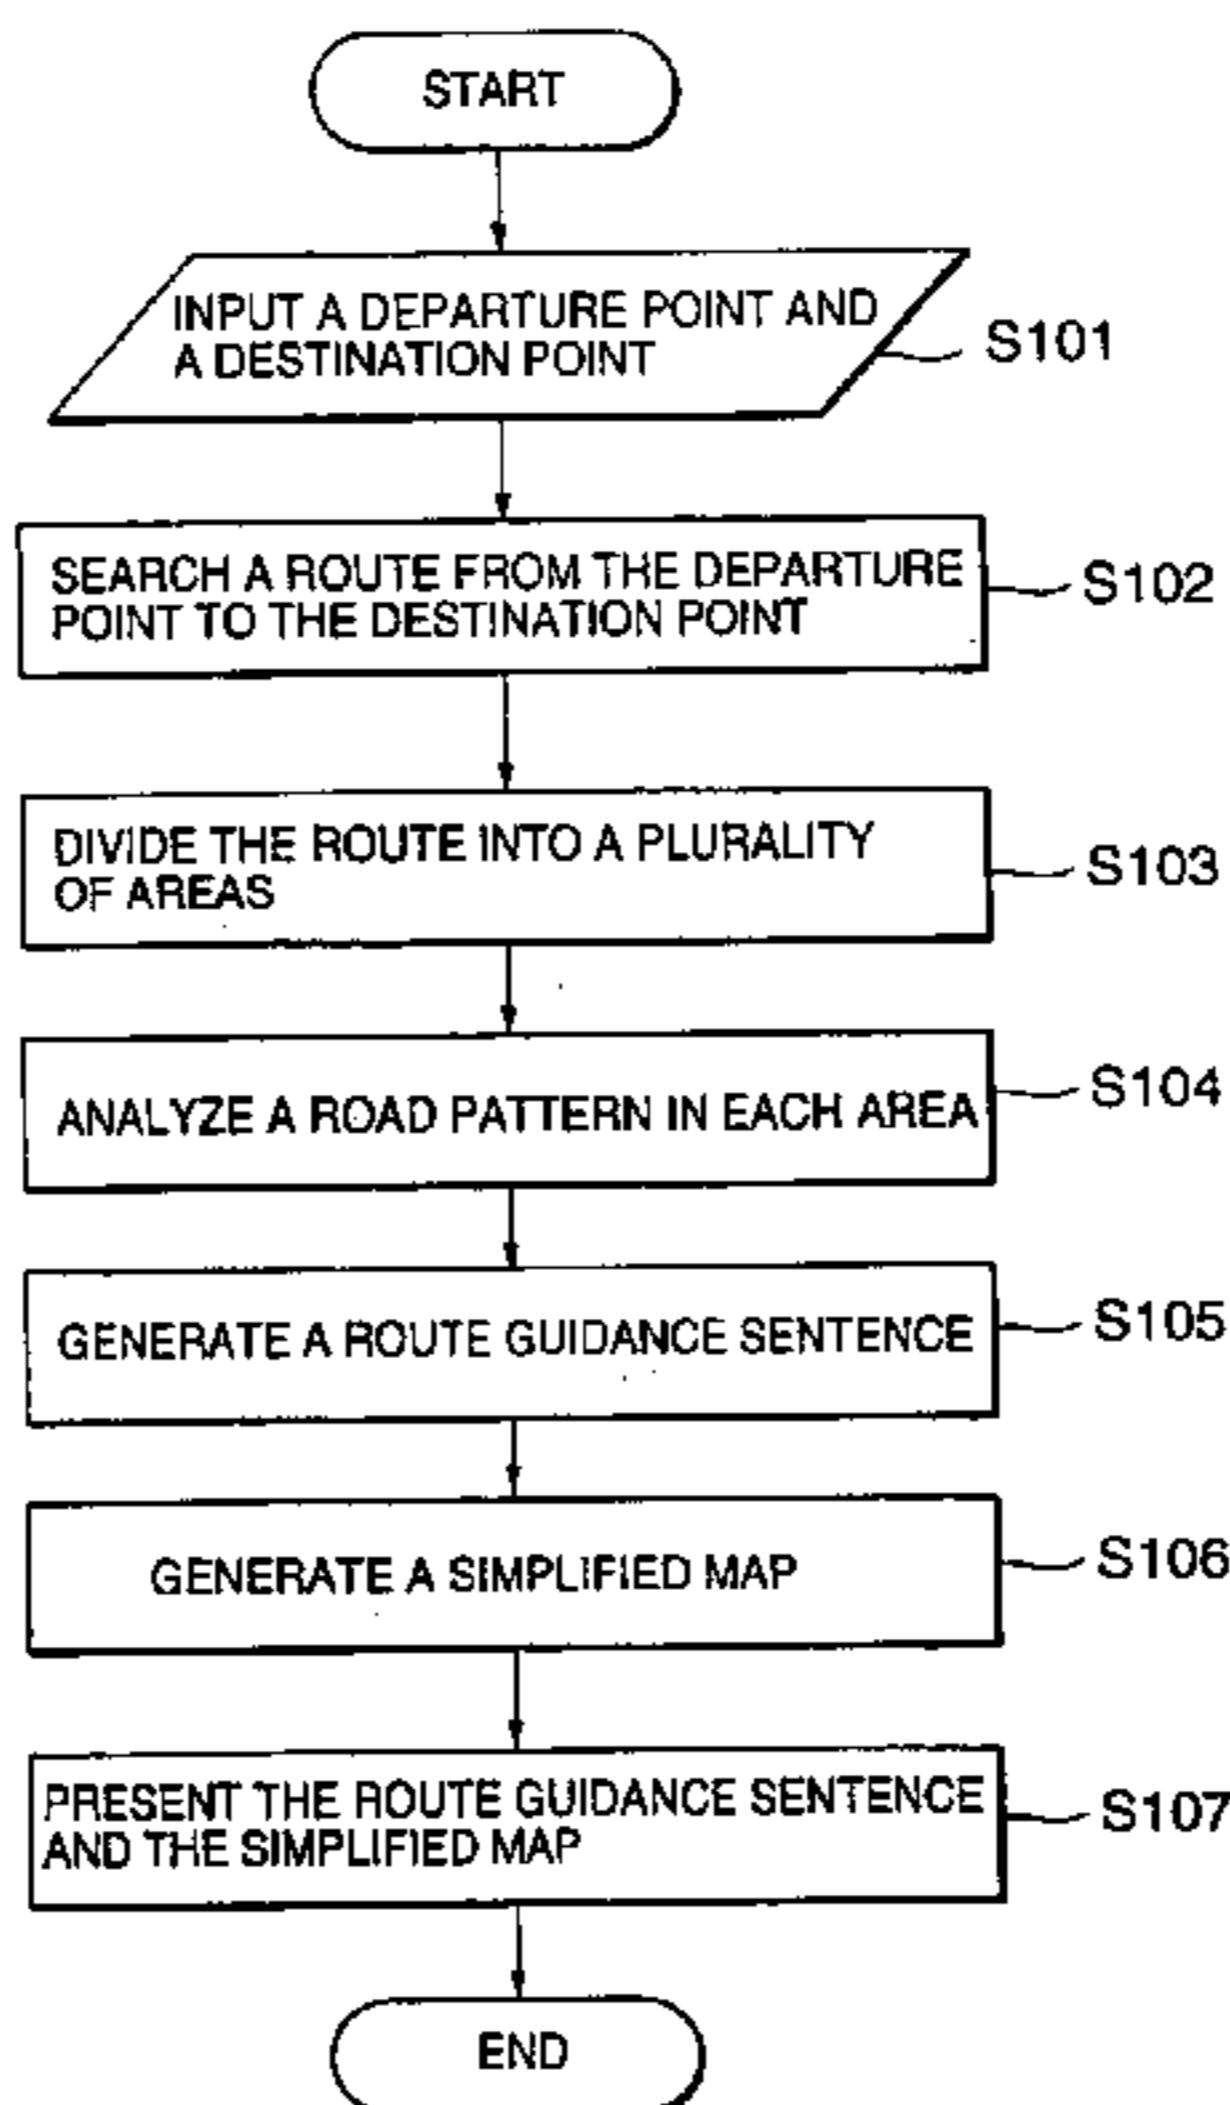 START
INPUT A DEPARTURE POINT AND
A DESTINATION POINT
S101
SEARCH A ROUTE FROM THE DEPARTURE
POINT TO THE DESTINATION POINT
S102
DIVIDE THE ROUTE INTO A PLURALITY
OF AREAS
S103
ANALYZE A ROAD PATTERN IN EACH AREA
S104
GENERATE A ROUTE GUIDANCE SENTENCE
S105
GENERATE A SIMPLIFIED MAP
S106
PRESENT THE ROUTE GUIDANCE SENTENCE
AND THE SIMPLIFIED MAP
S107
END